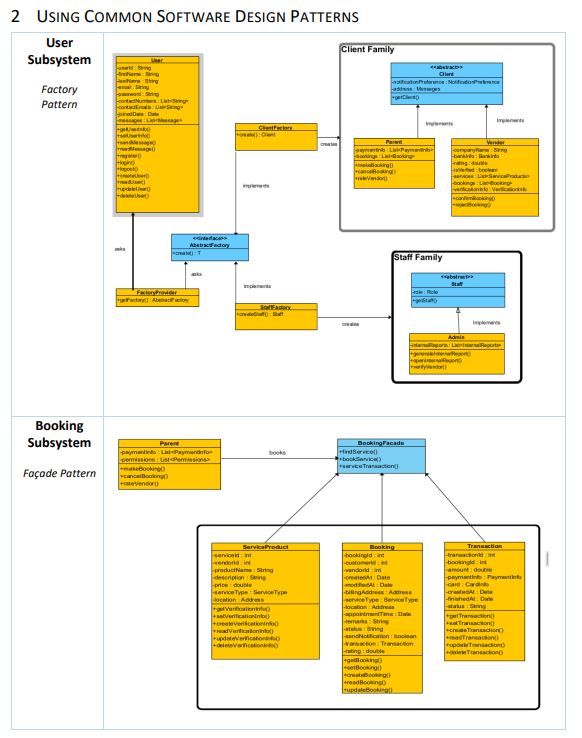 2 USING COMMON SOFTWARE DESIGN PATTERNS
User
Subsystem
Factory
Pattern
User
-userId : String
-firstName : String
-lastName : String
-email : String
-password : String
-contactNumbers : List<String>
-contactEmails : List<String>
-joinedDate : Date
-messages : List<Message>
+getUserInfo()
+setUserInfo()
+sendMessage()
+readMessage()
+register()
+login()
+logout()
+createUser()
+readUser()
+updateUser()
+deleteUser()
asks
FactoryProvider
+getFactory() : AbstractFactory
asks
<<interface>>
AbstractFactory
+create() : T
implements
Implements
ClientFactory
+create() : Client
creates
StaffFactory
+createStaff() : Staff
creates
Client Family
<<abstract>>
Client
-notificationPreference : NotificationPreference
-address : Messages
+getClient()
Implements
Implements
Parent
-paymentInfo : List<PaymentInfo>
-bookings : List<Booking>
+makeBooking()
+cancelBooking()
+rateVendor()
Vendor
-companyName : String
-bankInfo : BankInfo
-rating : double
-isVerified : boolean
-services : List<ServiceProducts>
-bookings : List<Booking>
-verificationInfo : VerificationInfo
+confirmBooking()
+rejectBooking()
Staff Family
<<abstract>>
Staff
-role : Role
+getStaff()
Implements
Admin
-internalReports : List<InternalReports>
+generateInternalReport()
+openInternalReport()
+verifyVendor()
Booking
Subsystem
Façade Pattern
Parent
-paymentInfo : List<PaymentInfo>
-permissions : List<Permissions>
+makeBooking()
+cancelBooking()
+rateVendor()
books
BookingFacade
+findService()
+bookService()
+serviceTransaction()
ServiceProduct
-serviceId : int
-vendorId : int
-productName : String
-description : String
-price : double
-serviceType : ServiceType
-location : Address
+getVerificationInfo()
+setVerificationInfo()
+createVerificationInfo()
+readVerificationInfo()
+updateVerificationInfo()
+deleteVerificationInfo()
Booking
-bookingId : int
-customerId : int
-vendorId : int
-createdAt : Date
-modifiedAt : Date
-billingAddress : Address
-serviceType : ServiceType
-location : Address
-appointmentTime : Date
-remarks : String
-status : String
-sendNotification : boolean
-transaction : Transaction
-rating : double
+getBooking()
+setBooking()
+createBooking()
+readBooking()
+updateBooking()
Transaction
-transactionId : int
-bookingId : int
-amount : double
-paymentInfo : PaymentInfo
-card : CardInfo
-createdAt : Date
-finishedAt : Date
-status : String
+getTransaction()
+setTransaction()
+createTransaction()
+readTransaction()
+updateTransaction()
+deleteTransaction()